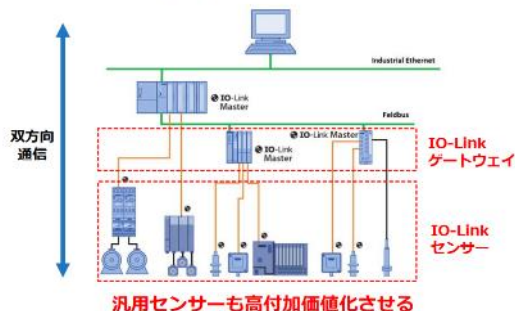 Industrial Ethernet
IO-Link
Master
Feldbus
双方向
通信
IO-Link
Master
IO-Link Master
IO-Link
ゲートウェイ
IO-Link
センサー
汎用センサーも高付加価値化させる